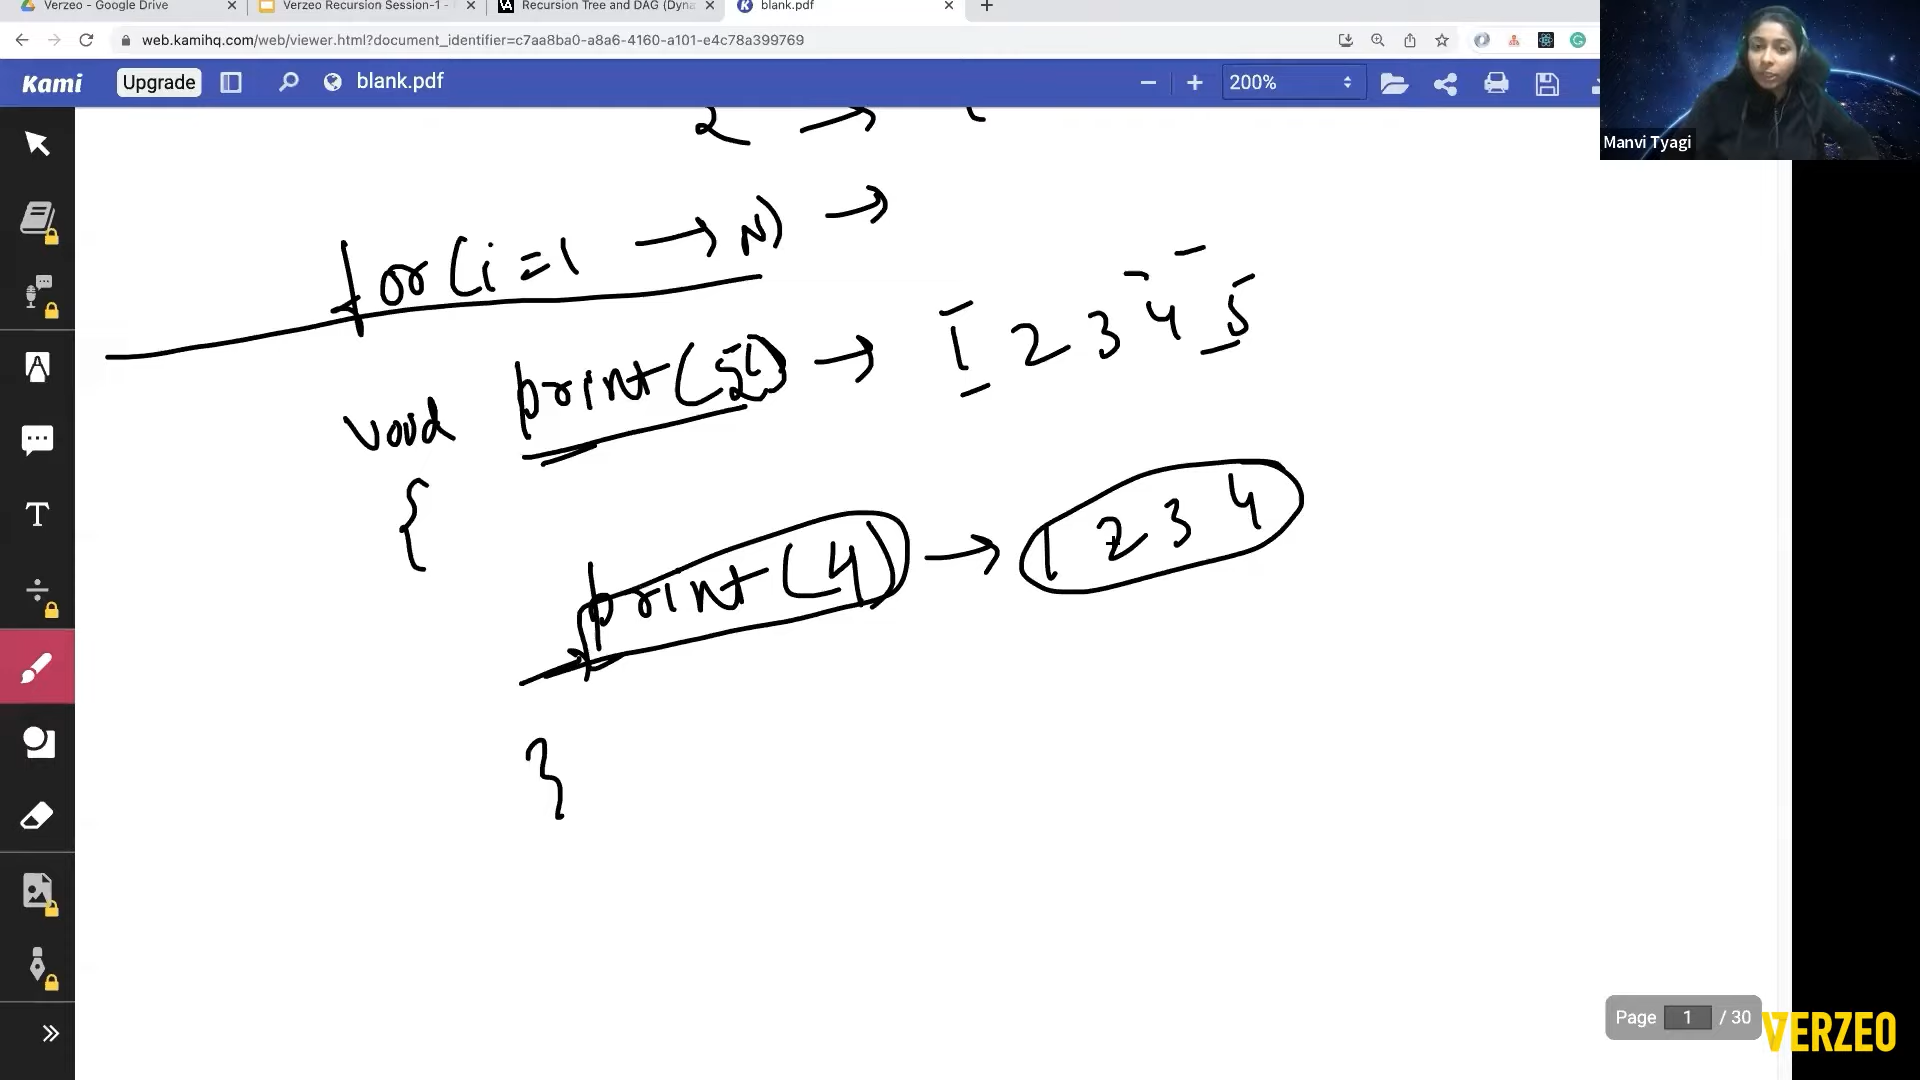 Verzeo - Google Drive
Verzeo Recursion Session-1 -
Recursion Tree and DAG (Dyna
blank.pdf
web.kamihq.com/web/viewer.html?document_identifier=c7aa8ba0-a8a6-4160-a101-e4c78a399769
Kami
Upgrade
blank.pdf
200%
Manvi Tyagi
2 →
for(i=1 → N) →
print(5) → 1 2 3 4 5
void
{
print(4) → 1 2 3 4
}
T
Page 1 / 30
VERZEO